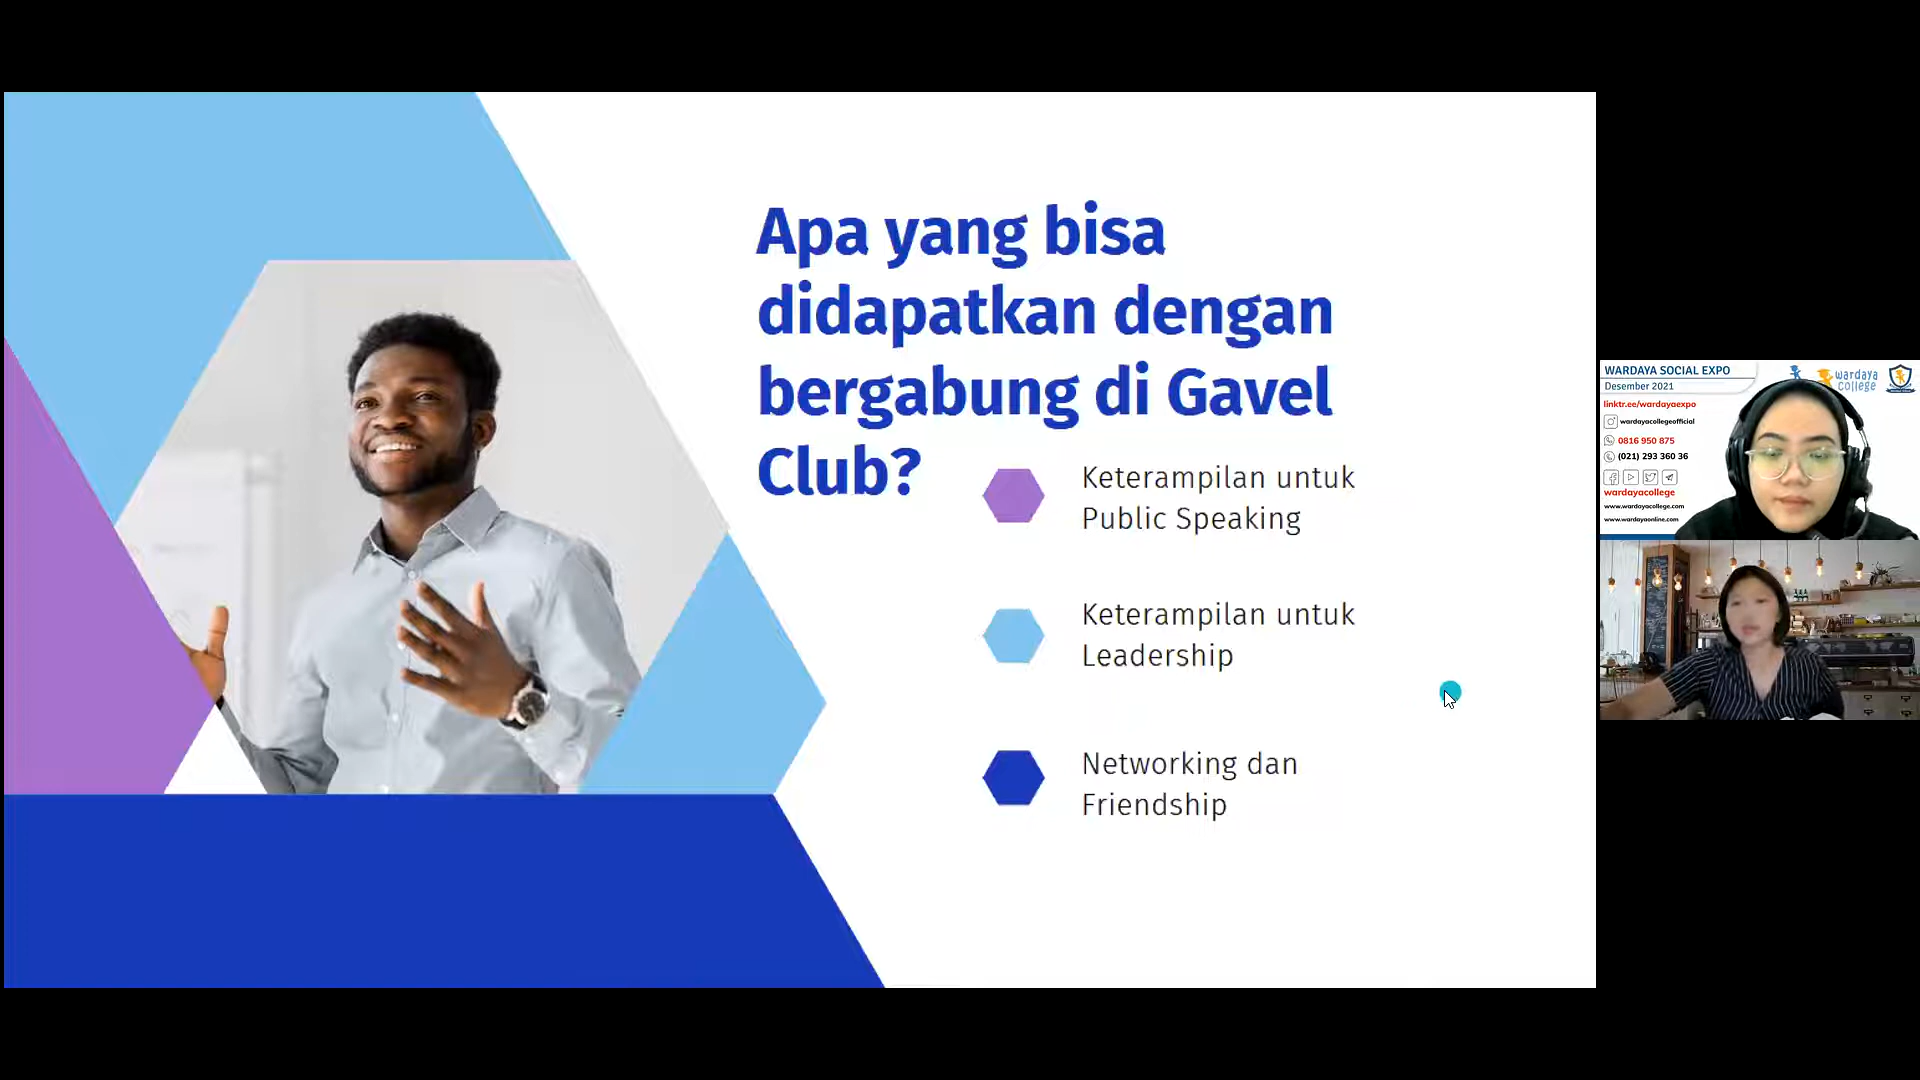 Apa yang bisa
didapatkan dengan
bergabung di Gavel
Club?
Keterampilan untuk
Public Speaking
Keterampilan untuk
Leadership
Networking dan
Friendship
WARDAYA SOCIAL EXPO
Desember 2021
wardaya
college
linktr.ee/wardayaexpo
wardayacollegeofficial
0816 950 875
(021) 293 360 36
wardayacollege
www.wardayacollege.com
www.wardayaonline.com